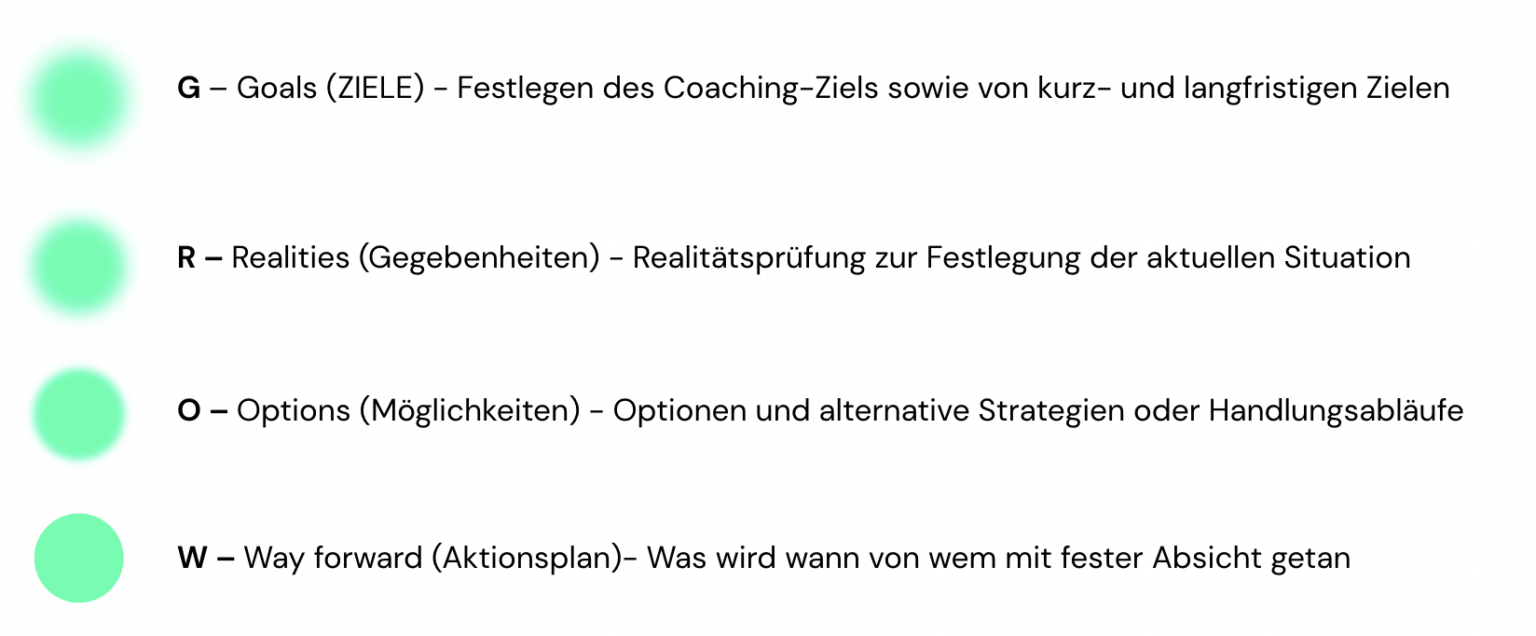 G – Goals (ZIELE) - Festlegen des Coaching-Ziels sowie von kurz- und langfristigen Zielen
R – Realities (Gegebenheiten) - Realitätsprüfung zur Festlegung der aktuellen Situation
O – Options (Möglichkeiten) - Optionen und alternative Strategien oder Handlungsabläufe
W – Way forward (Aktionsplan)- Was wird wann von wem mit fester Absicht getan